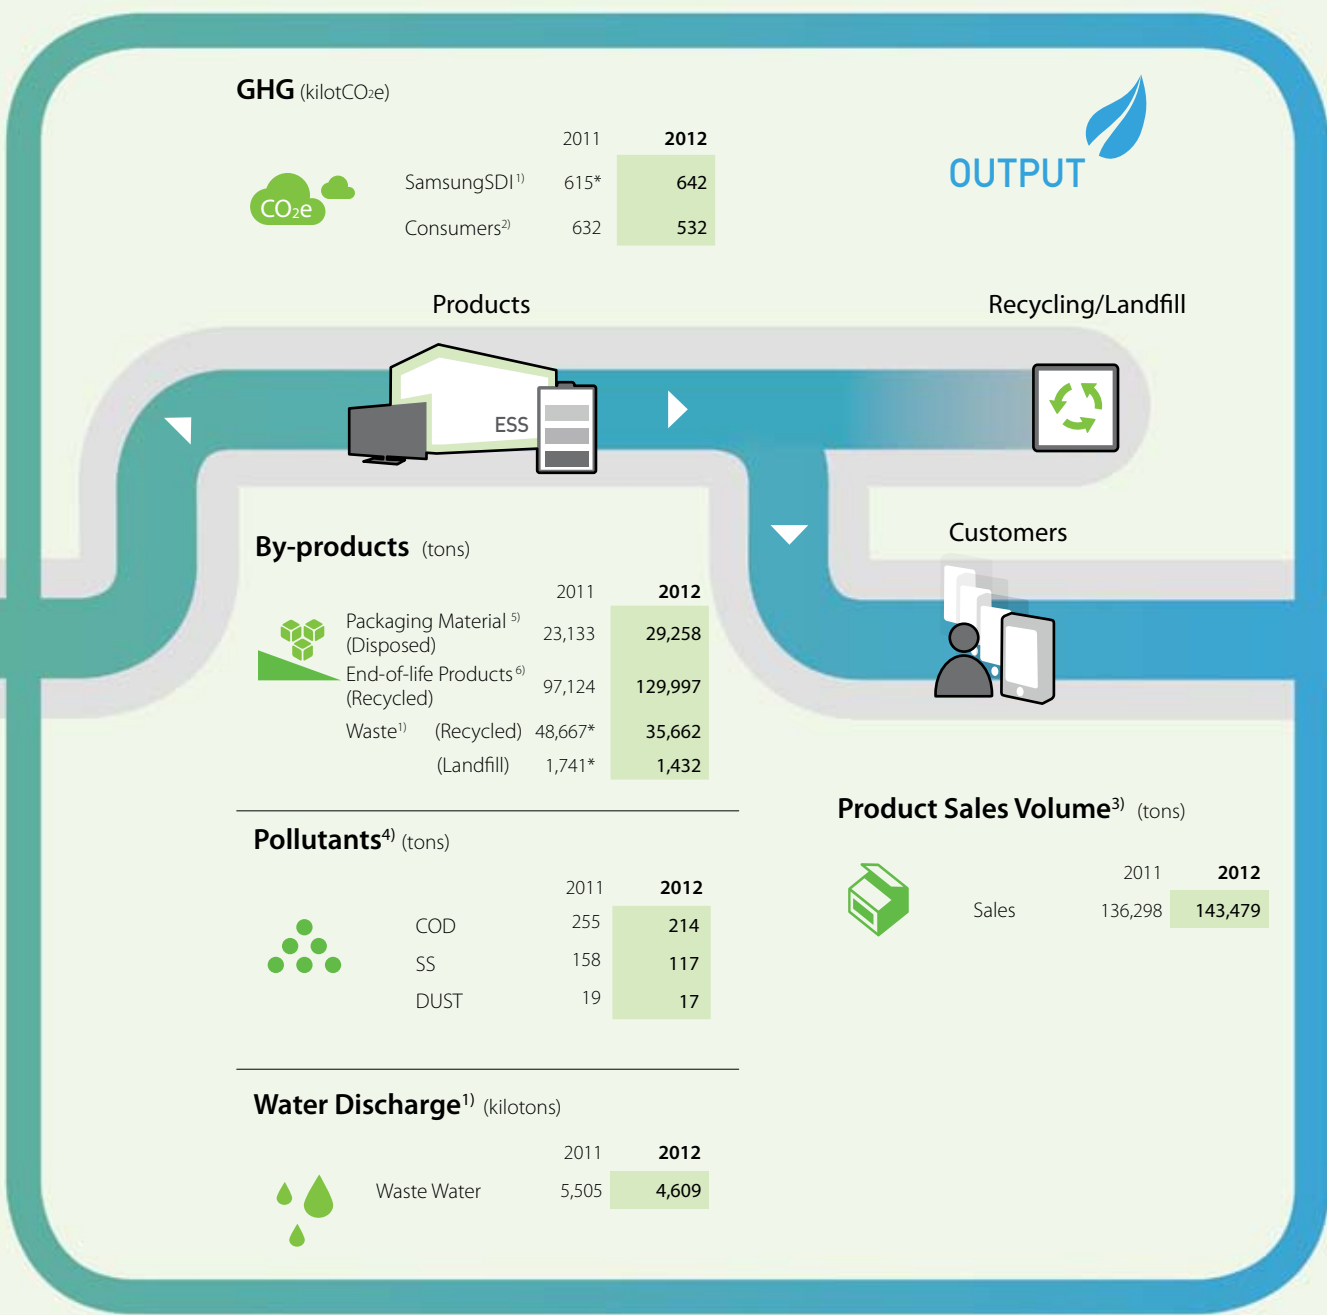 GHG (kilotCO2e)
2011 2012
SamsungSDI1) 615* 642
Consumers2) 632 532
CO2e
OUTPUT
Products
Recycling/Landfill
ESS
Customers
By-products (tons)
2011 2012
Packaging Material 5)
(Disposed) 23,133 29,258
End-of-life Products 6)
(Recycled) 97,124 129,997
Waste1) (Recycled) 48,667* 35,662
(Landfill) 1,741* 1,432
Pollutants4) (tons)
2011 2012
COD 255 214
SS 158 117
DUST 19 17
Water Discharge1) (kilotons)
2011 2012
Waste Water 5,505 4,609
Product Sales Volume3) (tons)
2011 2012
Sales 136,298 143,479